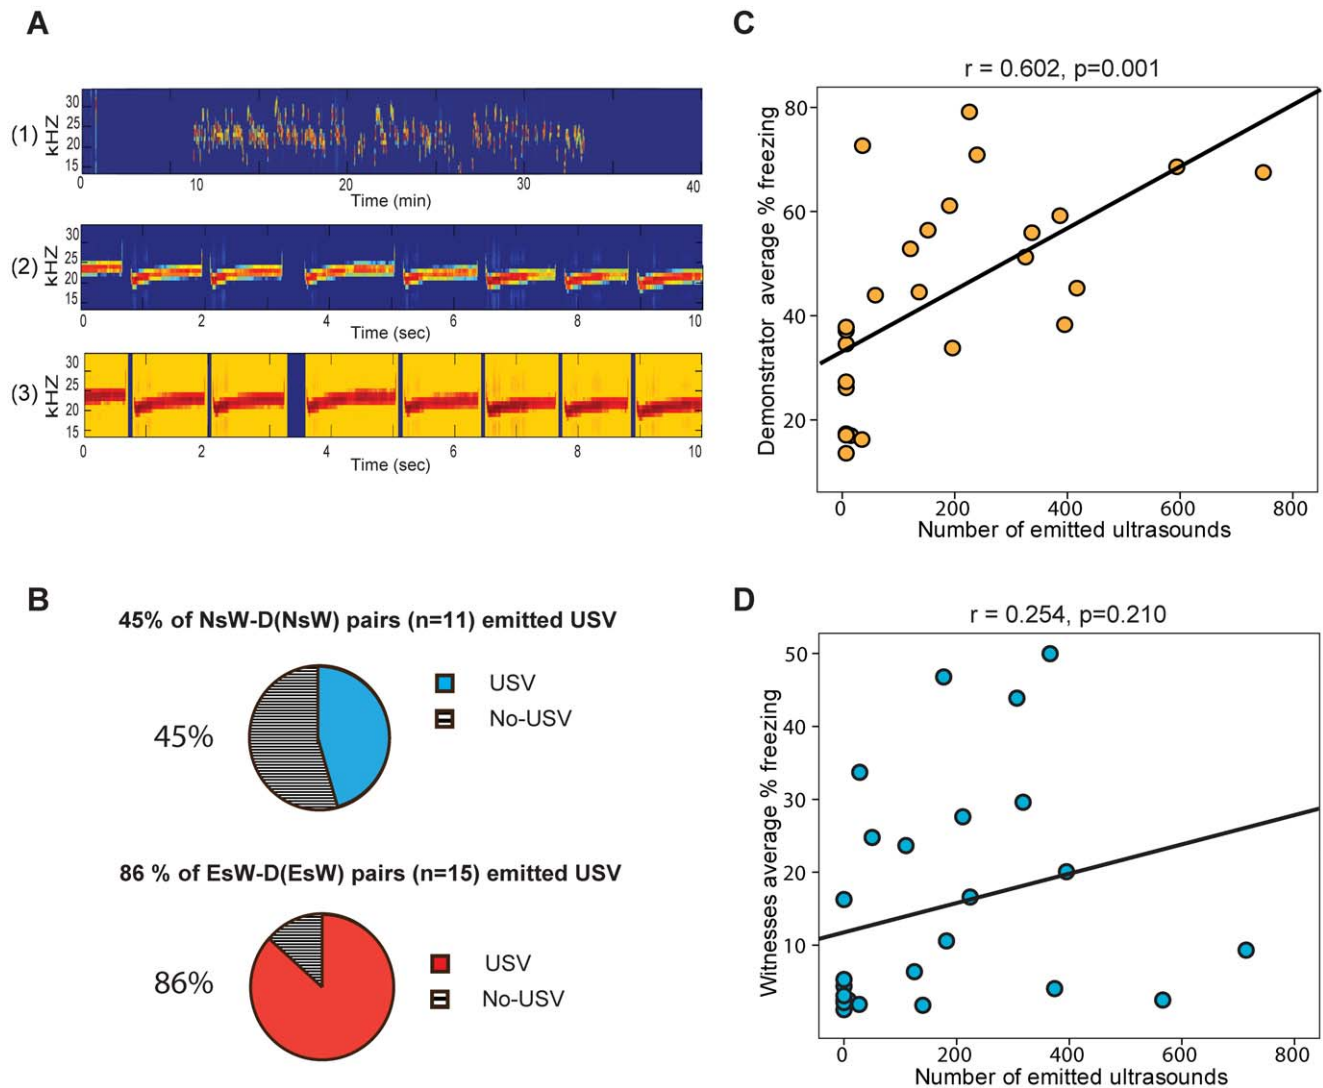 A
(1)
kHZ
30
25
20
15
0 10 20 30 40
Time (min)
(2)
kHZ
30
25
20
15
0 2 4 6 8 10
Time (sec)
(3)
kHZ
30
25
20
15
0 2 4 6 8 10
Time (sec)
B
45% of NsW-D(NsW) pairs (n=11) emitted USV
45%
USV
No-USV
86 % of EsW-D(EsW) pairs (n=15) emitted USV
86%
USV
No-USV
C
r = 0.602, p=0.001
Demonstrator average % freezing
80
60
40
20
0 200 400 600 800
Number of emitted ultrasounds
D
r = 0.254, p=0.210
Witnesses average % freezing
50
40
30
20
10
0 200 400 600 800
Number of emitted ultrasounds